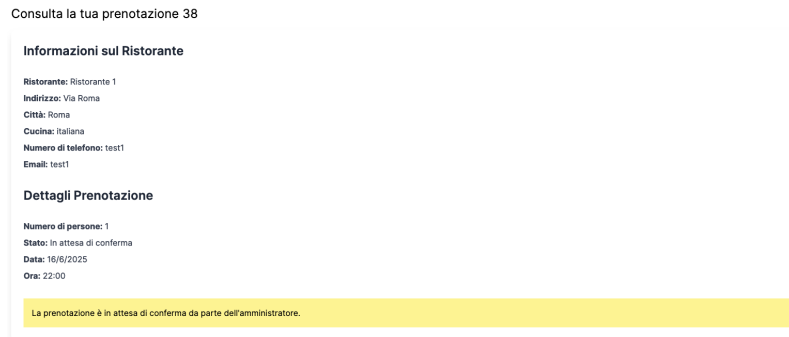 Consulta la tua prenotazione 38
Informazioni sul Ristorante
Ristorante: Ristorante 1
Indirizzo: Via Roma
Città: Roma
Cucina: italiana
Numero di telefono: test1
Email: test1
Dettagli Prenotazione
Numero di persone: 1
Stato: In attesa di conferma
Data: 16/6/2025
Ora: 22:00
La prenotazione è in attesa di conferma da parte dell'amministratore.